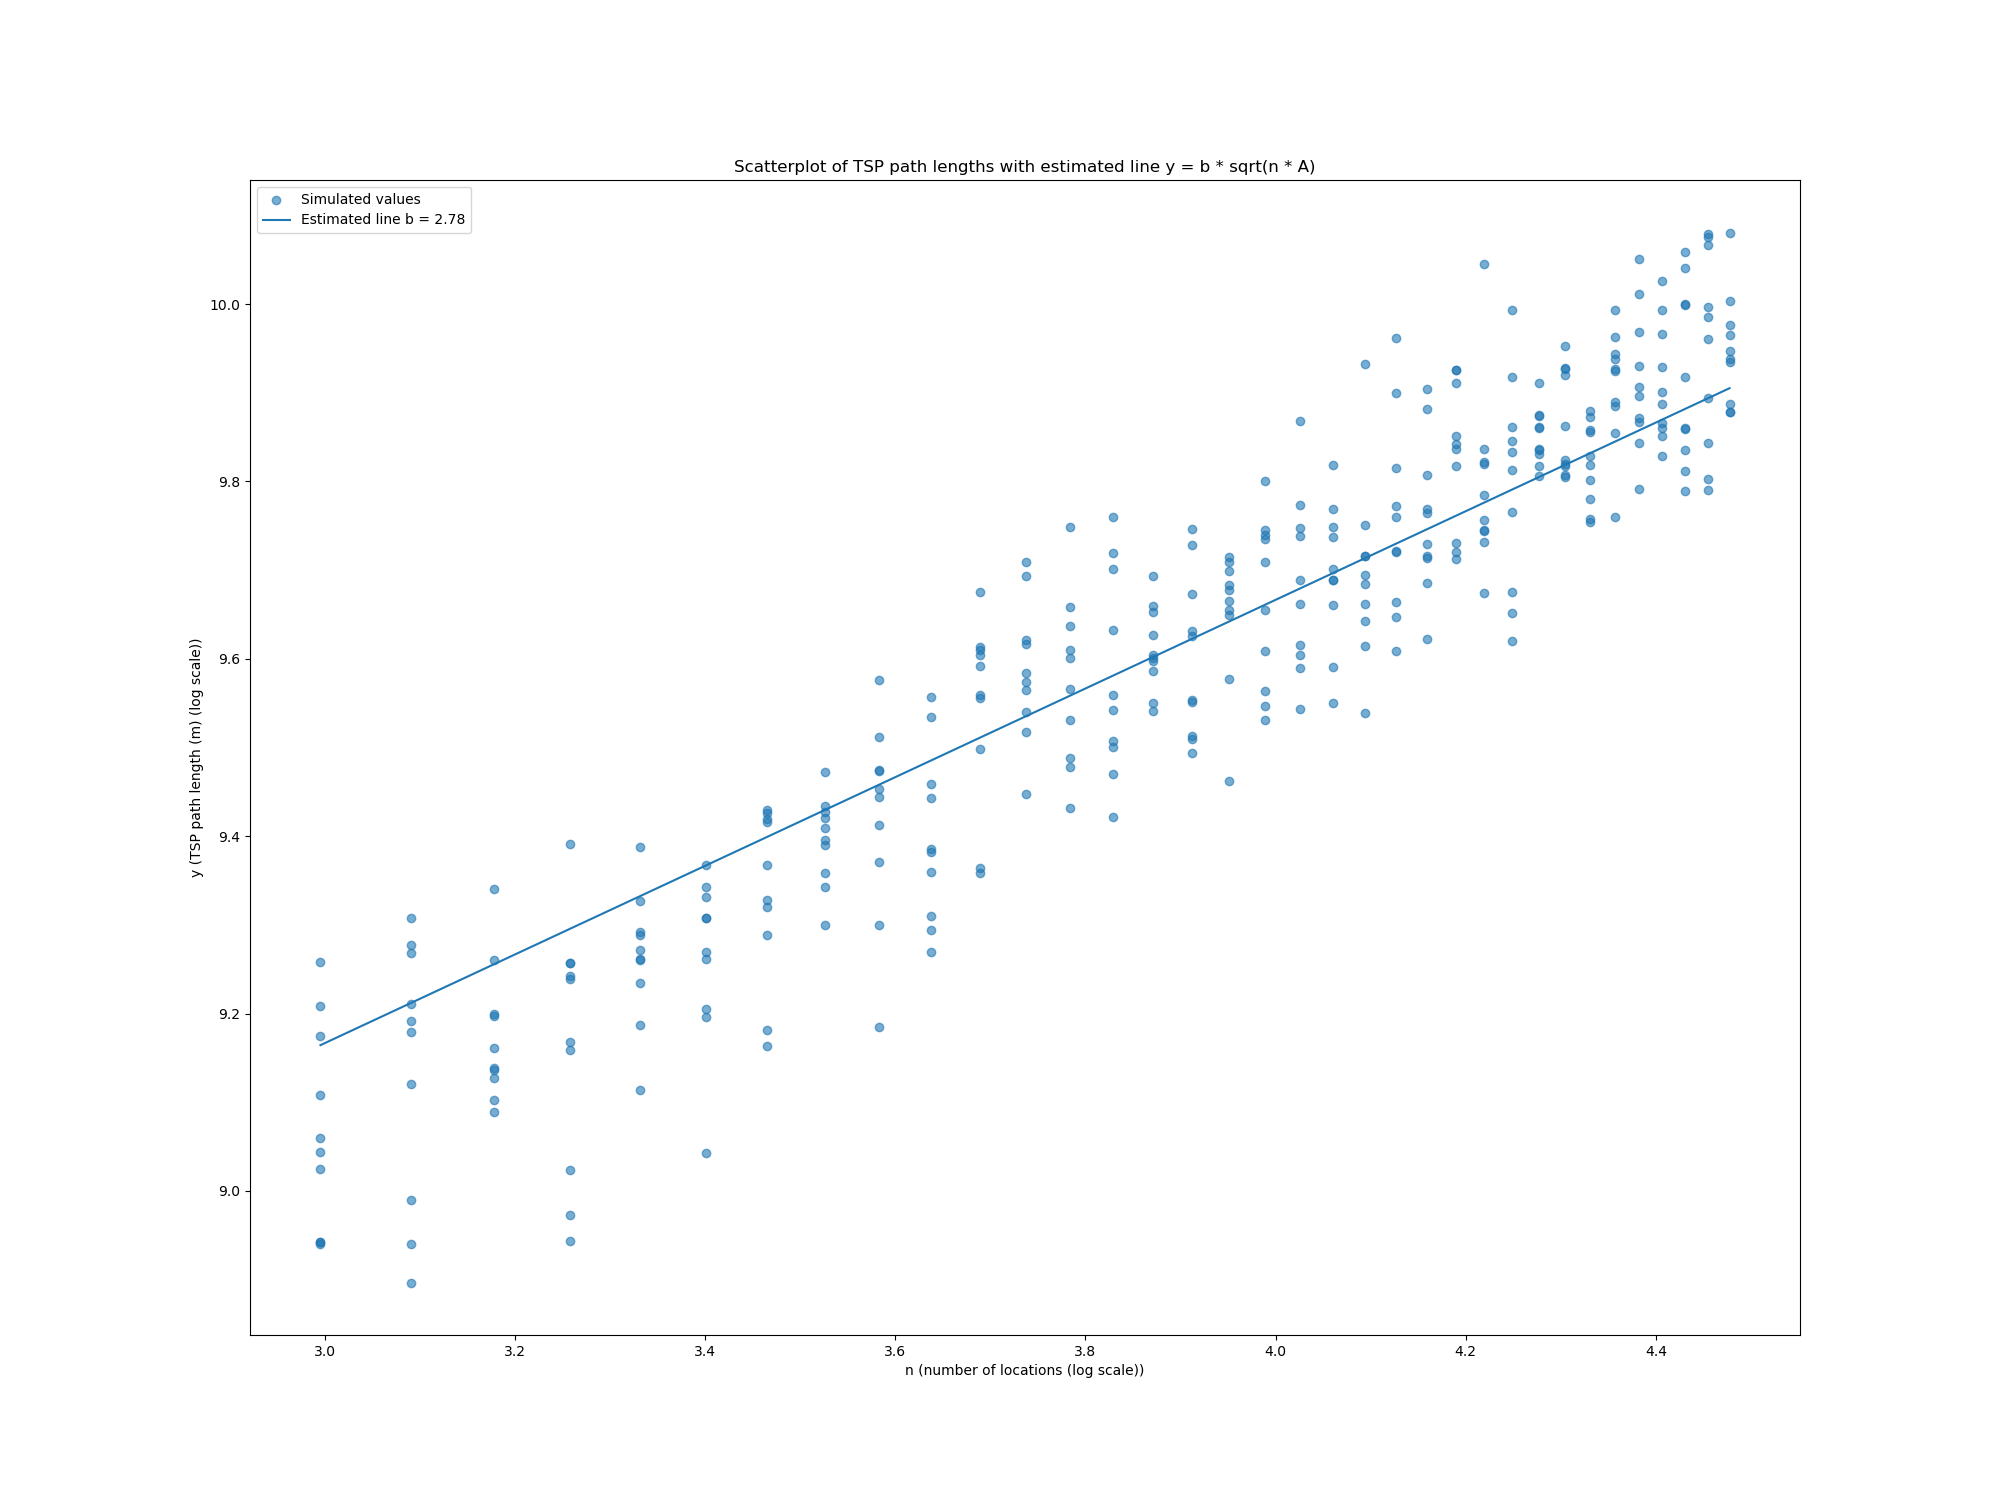 Scatterplot of TSP path lengths with estimated line y = b * sqrt(n * A)
Simulated values
Estimated line b = 2.78
y (TSP path length (m) (log scale))
10.0
9.8
9.6
9.4
9.2
9.0
3.0 3.2 3.4 3.6 3.8 4.0 4.2 4.4
n (number of locations (log scale))